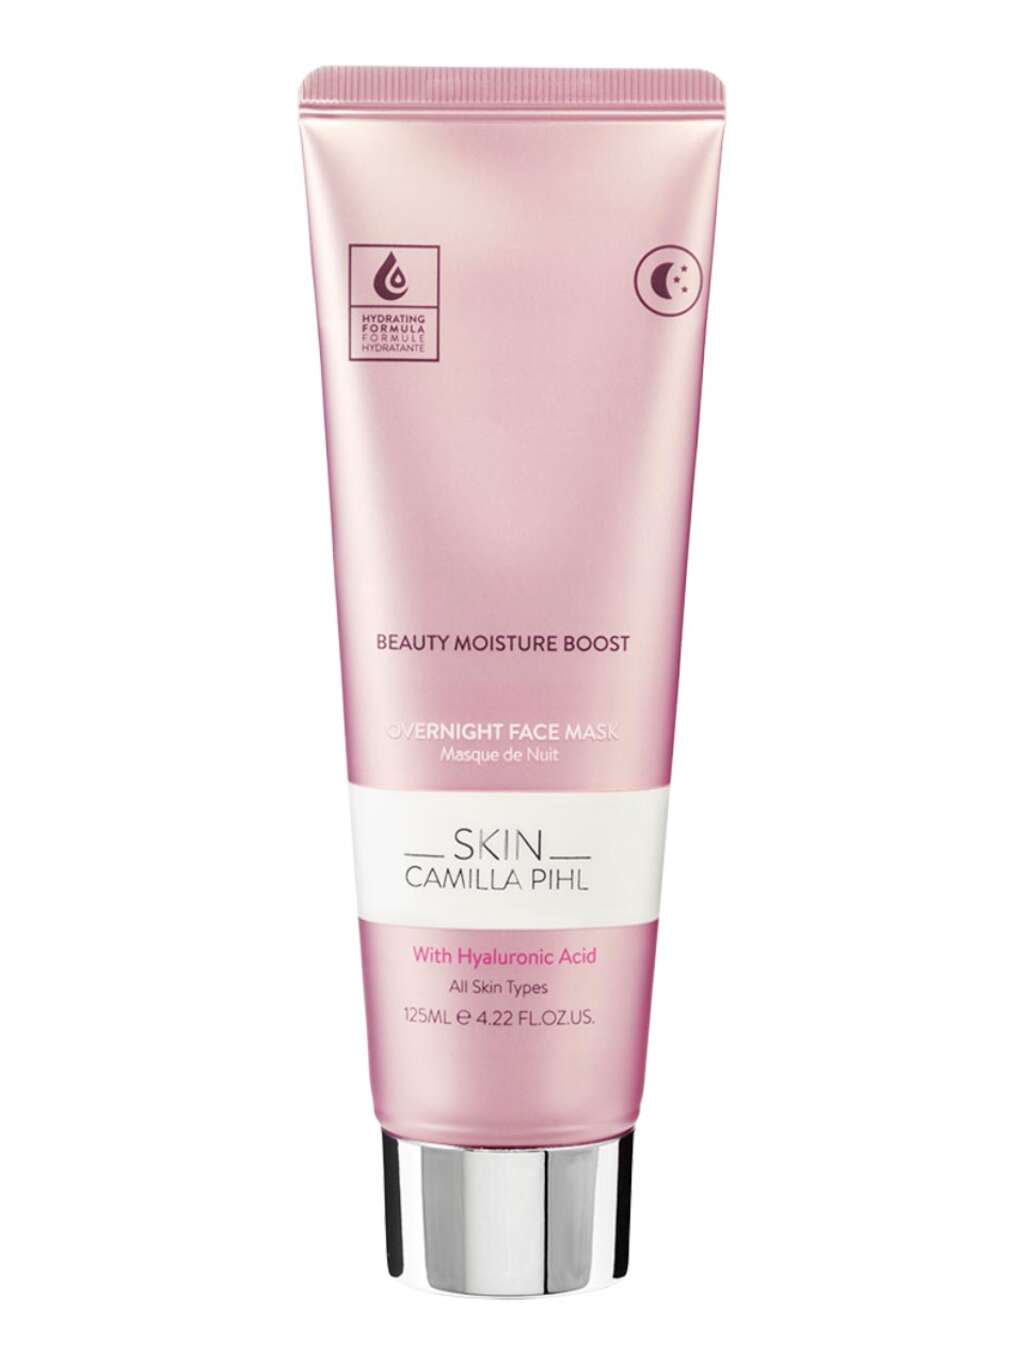 HYDRATING
FORMULA
FORMULE
HYDRATANTE
BEAUTY MOISTURE BOOST
OVERNIGHT FACE MASK
Masque de Nuit
SKIN
CAMILLA PIHL
With Hyaluronic Acid
All Skin Types
125ML e 4.22 FL.OZ.US.